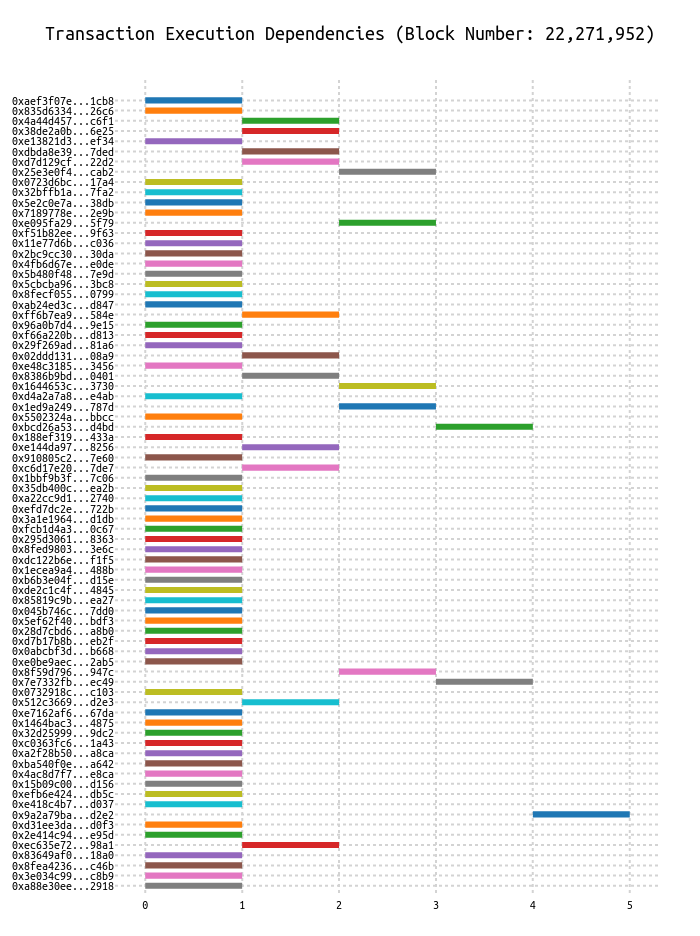 Transaction Execution Dependencies (Block Number: 22,271,952)
0xaef3f07e...1cb8
0x835d6334...26c6
0x4a44d457...c6f1
0x38de2a0b...6e25
0xe13821d3...ef34
0xdbda8e39...7ded
0xd7d129cf...22d2
0x25e3e0f4...cab2
0x0723d6bc...17a4
0x32bffb1a...7fa2
0x5e2c0e7a...38db
0x7189778e...2e9b
0xe095fa29...5f79
0xf51b82ee...9f63
0x11e77d6b...c036
0x2bc9cc30...30da
0x4fb6d67e...e0de
0x5b480f48...7e9d
0x5cbcba96...3bc8
0x8fecf055...0799
0xab24ed3c...d847
0xff6b7ea9...584e
0x96a0b7d4...9e15
0xf66a220b...d813
0x29f269ad...81a6
0x02ddd131...08a9
0xe48c3185...3456
0x8386b9bd...0401
0x1644653c...3730
0xd4a2a7a8...e4ab
0x1ed9a249...787d
0x5502324a...bbcc
0xbcd26a53...d4bd
0x188ef319...433a
0xe144da97...8256
0x910805c2...7e60
0xc6d17e20...7de7
0x1bbf9b3f...7c06
0x35db400c...ea2b
0xa22cc9d1...2740
0xefd7dc2e...722b
0x3a1e1964...d1db
0xfcb1d4a3...0c67
0x295d3061...8363
0x8fed9803...3e6c
0xdc122b6e...f1f5
0x1ecea9a4...488b
0xb6b3e04f...d15e
0xde2c1c4f...4845
0x85819c9b...ea27
0x045b746c...7dd0
0x5ef62f40...bdf3
0x28d7cbd6...a8b0
0xd7b17b8b...eb2f
0x0abcbf3d...b668
0xe0be9aec...2ab5
0x8f59d796...947c
0x7e7332fb...ec49
0x0732918c...c103
0x512c3669...d2e3
0xe7162af6...67da
0x1464bac3...4875
0x32d25999...9dc2
0xc0363fc6...1a43
0xa2f28b50...a8ca
0xba540f0e...a642
0x4ac8d7f7...e8ca
0x15b09c00...d156
0xefb6e424...db5c
0xe418c4b7...d037
0x9a2a79ba...d2e2
0xd31ee3da...d0f3
0x2e414c94...e95d
0xec635e72...98a1
0x83649af0...18a0
0x8fea4236...c46b
0x3e034c99...c8b9
0xa88e30ee...2918
0 1 2 3 4 5